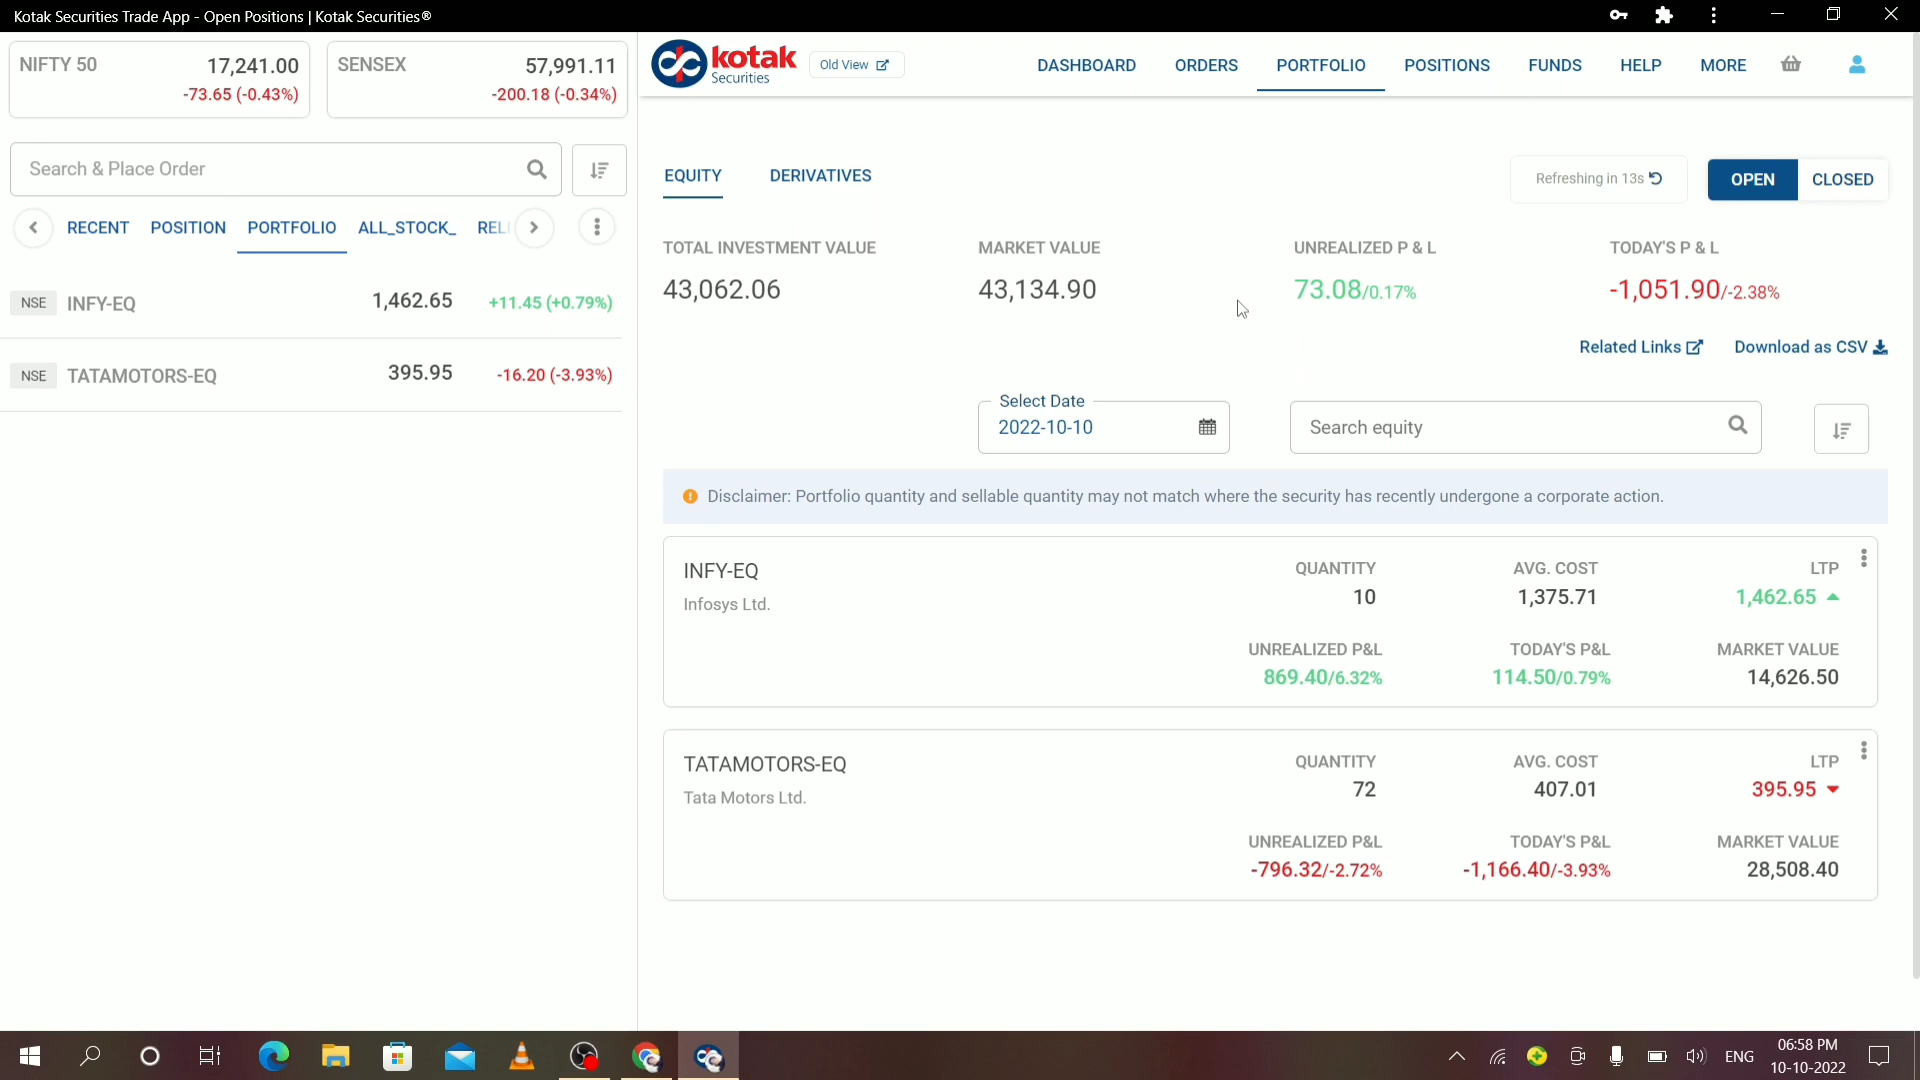 Kotak Securities Trade App - Open Positions | Kotak Securities®
NIFTY 50 17,241.00
-73.65 (-0.43%)
SENSEX 57,991.11
-200.18 (-0.34%)
Search & Place Order
RECENT POSITION PORTFOLIO ALL_STOCK_ RELI
NSE INFY-EQ 1,462.65 +11.45 (+0.79%)
NSE TATAMOTORS-EQ 395.95 -16.20 (-3.93%)
kotak
Securities
Old View
DASHBOARD ORDERS PORTFOLIO POSITIONS FUNDS HELP MORE
EQUITY DERIVATIVES
Refreshing in 13s
OPEN CLOSED
TOTAL INVESTMENT VALUE MARKET VALUE UNREALIZED P & L TODAY'S P & L
43,062.06 43,134.90 73.08/0.17% -1,051.90/-2.38%
Related Links Download as CSV
Select Date
2022-10-10
Search equity
Disclaimer: Portfolio quantity and sellable quantity may not match where the security has recently undergone a corporate action.
INFY-EQ QUANTITY AVG. COST LTP
Infosys Ltd. 10 1,375.71 1,462.65
UNREALIZED P&L TODAY'S P&L MARKET VALUE
869.40/6.32% 114.50/0.79% 14,626.50
TATAMOTORS-EQ QUANTITY AVG. COST LTP
Tata Motors Ltd. 72 407.01 395.95
UNREALIZED P&L TODAY'S P&L MARKET VALUE
-796.32/-2.72% -1,166.40/-3.93% 28,508.40
ENG
06:58 PM
10-10-2022